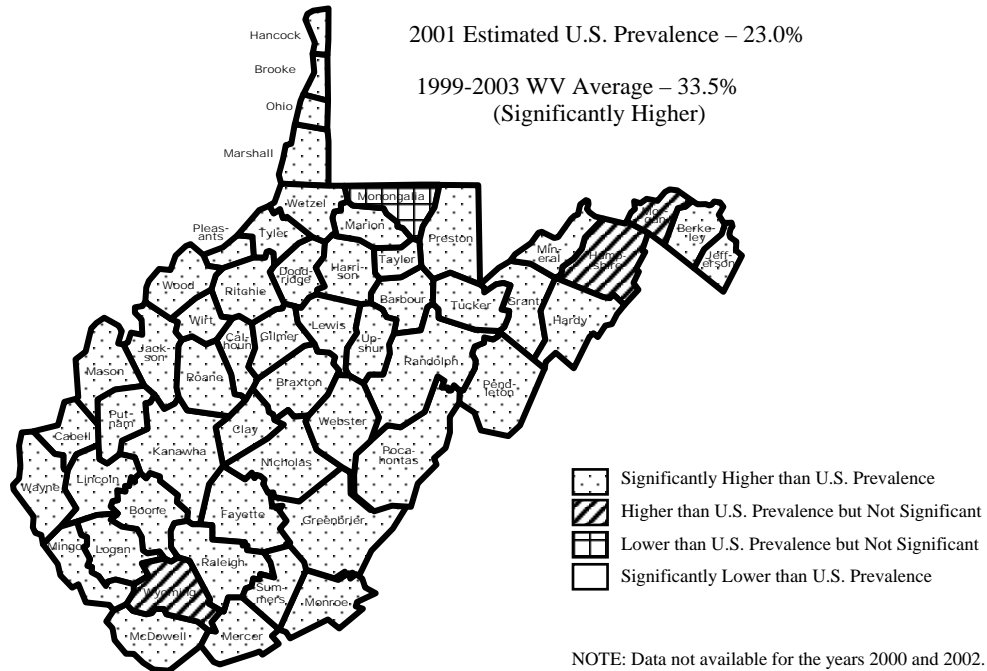 2001 Estimated U.S. Prevalence – 23.0%
1999-2003 WV Average – 33.5%
(Significantly Higher)
Hancock
Brooke
Ohio
Marshall
Wetzel
Monongalia
Marion
Preston
Pleas-
ants
Tyler
Dodd-
ridge
Harri-
son
Taylor
Min-
eral
Hamp-
shire
Mor-
gan
Berke-
ley
Jeff-
erson
Wood
Ritchie
Barbour
Tucker
Grant
Hardy
Wirt
Cal-
houn
Gilmer
Lewis
Up-
shur
Randolph
Pend-
leton
Mason
Jack-
son
Roane
Braxton
Webster
Poca-
hontas
Cabell
Put-
nam
Kanawha
Clay
Nicholas
Wayne
Lincoln
Boone
Fayette
Greenbrier
Mingo
Logan
Raleigh
Sum-
mers
Monroe
Wyoming
McDowell
Mercer
Significantly Higher than U.S. Prevalence
Higher than U.S. Prevalence but Not Significant
Lower than U.S. Prevalence but Not Significant
Significantly Lower than U.S. Prevalence
NOTE: Data not available for the years 2000 and 2002.